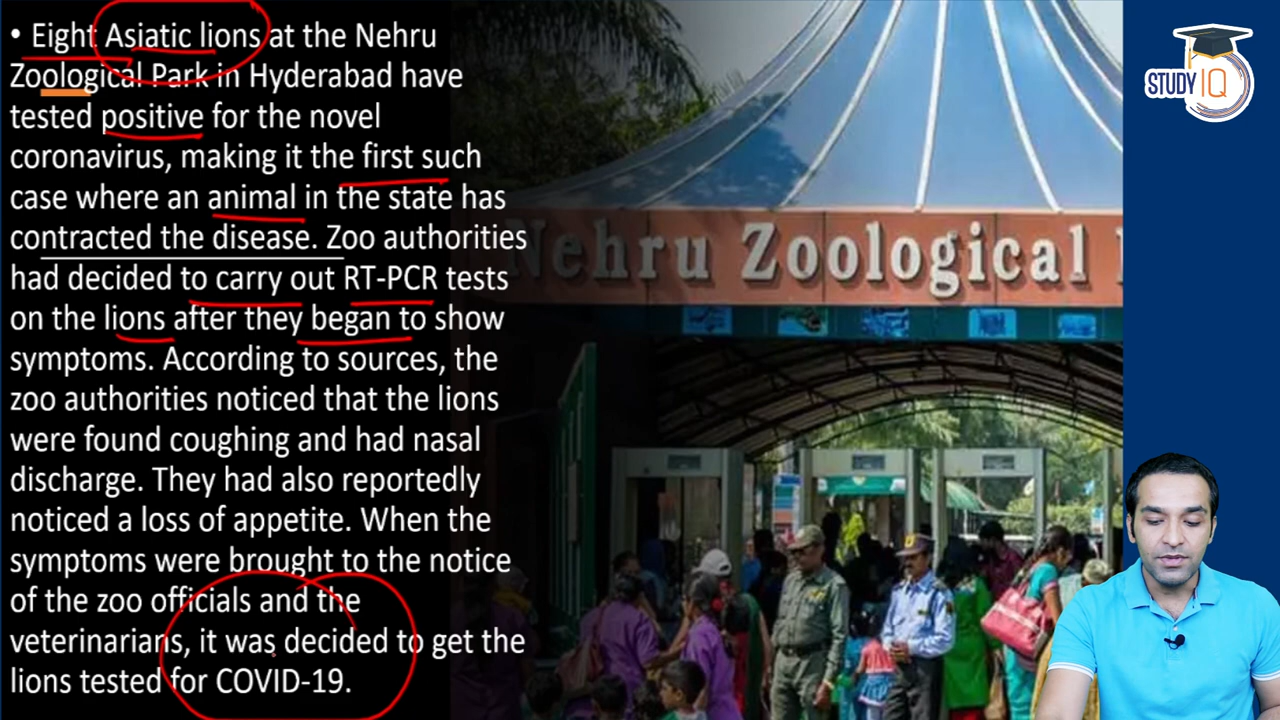 • Eight Asiatic lions at the Nehru
Zoological Park in Hyderabad have
tested positive for the novel
coronavirus, making it the first such
case where an animal in the state has
contracted the disease. Zoo authorities
had decided to carry out RT-PCR tests
on the lions after they began to show
symptoms. According to sources, the
zoo authorities noticed that the lions
were found coughing and had nasal
discharge. They had also reportedly
noticed a loss of appetite. When the
symptoms were brought to the notice
of the zoo officials and the
veterinarians, it was decided to get the
lions tested for COVID-19.
Nehru Zoological
STUDY IQ